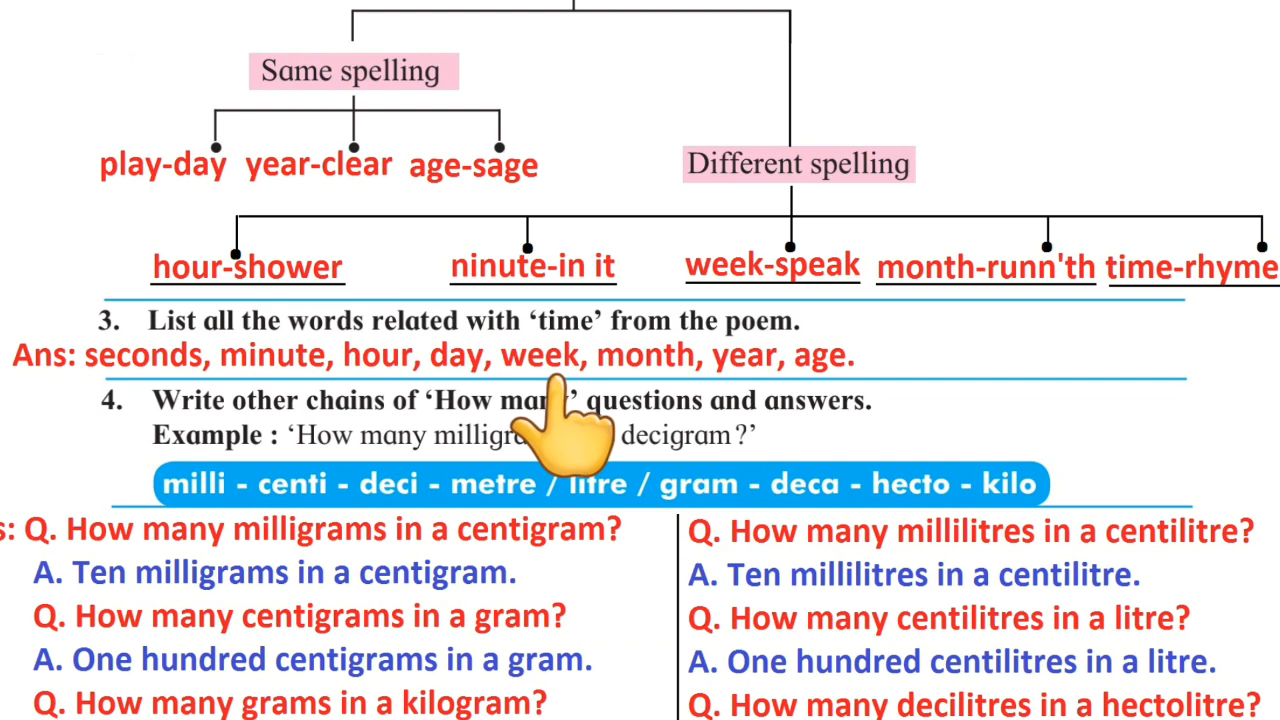 Same spelling
play-day year-clear age-sage
Different spelling
hour-shower ninute-in it week-speak month-runn'th time-rhyme
3. List all the words related with ‘time’ from the poem.
Ans: seconds, minute, hour, day, week, month, year, age.
4. Write other chains of ‘How many’ questions and answers.
Example : ‘How many milligra decigram?’
milli - centi - deci - metre / litre / gram - deca - hecto - kilo
s: Q. How many milligrams in a centigram?
A. Ten milligrams in a centigram.
Q. How many centigrams in a gram?
A. One hundred centigrams in a gram.
Q. How many grams in a kilogram?
Q. How many millilitres in a centilitre?
A. Ten millilitres in a centilitre.
Q. How many centilitres in a litre?
A. One hundred centilitres in a litre.
Q. How many decilitres in a hectolitre?